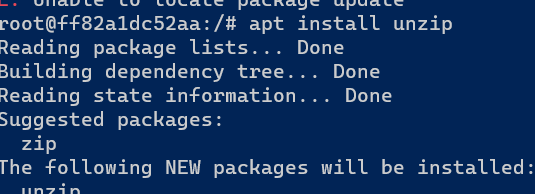 E: Unable to locate package update
root@ff82a1dc52aa:/# apt install unzip
Reading package lists... Done
Building dependency tree... Done
Reading state information... Done
Suggested packages:
  zip
The following NEW packages will be installed:
  unzip